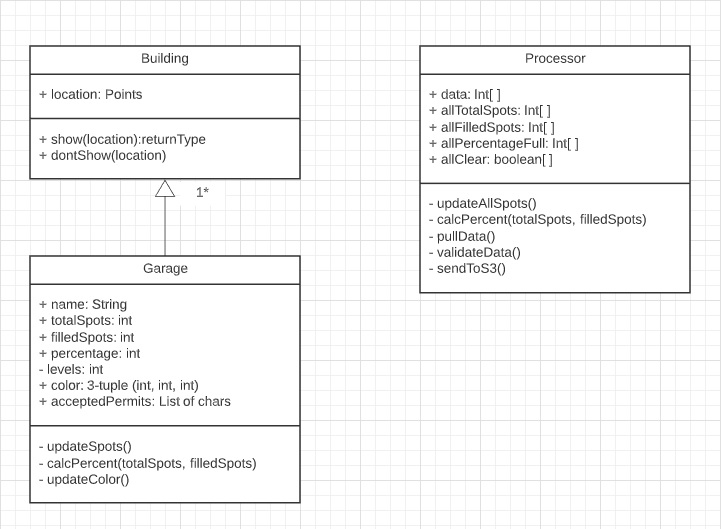 Building
+ location: Points
+ show(location):returnType
+ dontShow(location)
1*
Garage
+ name: String
+ totalSpots: int
+ filledSpots: int
+ percentage: int
- levels: int
+ color: 3-tuple (int, int, int)
+ acceptedPermits: List of chars
- updateSpots()
- calcPercent(totalSpots, filledSpots)
- updateColor()
Processor
+ data: Int[ ]
+ allTotalSpots: Int[ ]
+ allFilledSpots: Int[ ]
+ allPercentageFull: Int[ ]
+ allClear: boolean[ ]
- updateAllSpots()
- calcPercent(totalSpots, filledSpots)
- pullData()
- validateData()
- sendToS3()